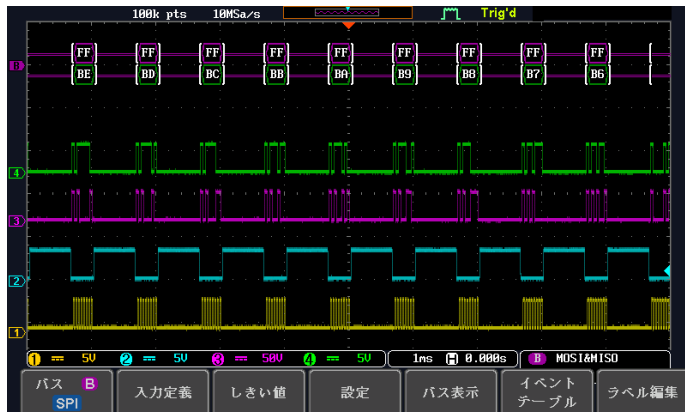 100k pts 10MSa/s Trig'd
FF FF FF FF FF FF FF FF FF
B
BE BD BC BB BA B9 B8 B7 B6
4
3
2
1
1 5V 2 5V 3 50V 4 5V 1ms H 0.000s B MOSI&MISO
バス B
SPI
入力定義
しきい値
設定
バス表示
イベント
テーブル
ラベル編集